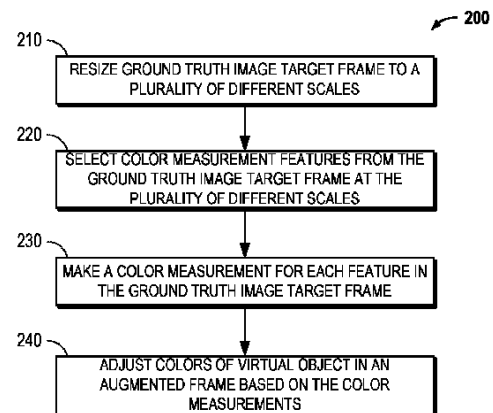 200
210
RESIZE GROUND TRUTH IMAGE TARGET FRAME TO A
PLURALITY OF DIFFERENT SCALES
220
SELECT COLOR MEASUREMENT FEATURES FROM THE
GROUND TRUTH IMAGE TARGET FRAME AT THE
PLURALITY OF DIFFERENT SCALES
230
MAKE A COLOR MEASUREMENT FOR EACH FEATURE IN
THE GROUND TRUTH IMAGE TARGET FRAME
240
ADJUST COLORS OF VIRTUAL OBJECT IN AN
AUGMENTED FRAME BASED ON THE COLOR
MEASUREMENTS